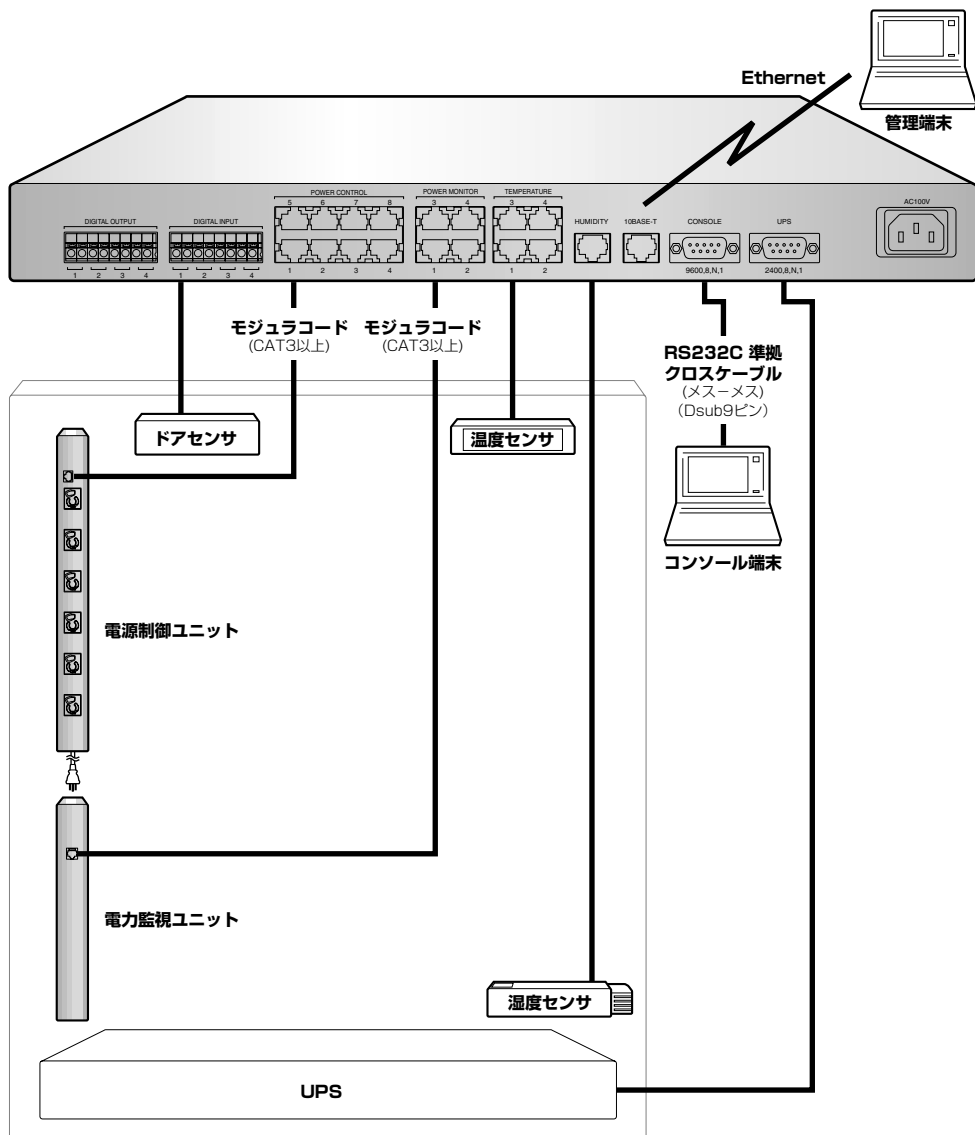 Ethernet
管理端末
POWER CONTROL
POWER MONITOR
TEMPERATURE
5 6 7 8
3 4
3 4
AC100V
DIGITAL OUTPUT
DIGITAL INPUT
HUMIDITY
10BASE-T
CONSOLE
UPS
1 2 3 4
1 2 3 4
1 2 3 4
1 2
1 2
9600,8,N,1
2400,8,N,1
モジュラコード
(CAT3以上)
モジュラコード
(CAT3以上)
RS232C 準拠
クロスケーブル
(メスーメス)
(Dsub9ピン)
ドアセンサ
温度センサ
コンソール端末
電源制御ユニット
電力監視ユニット
湿度センサ
UPS